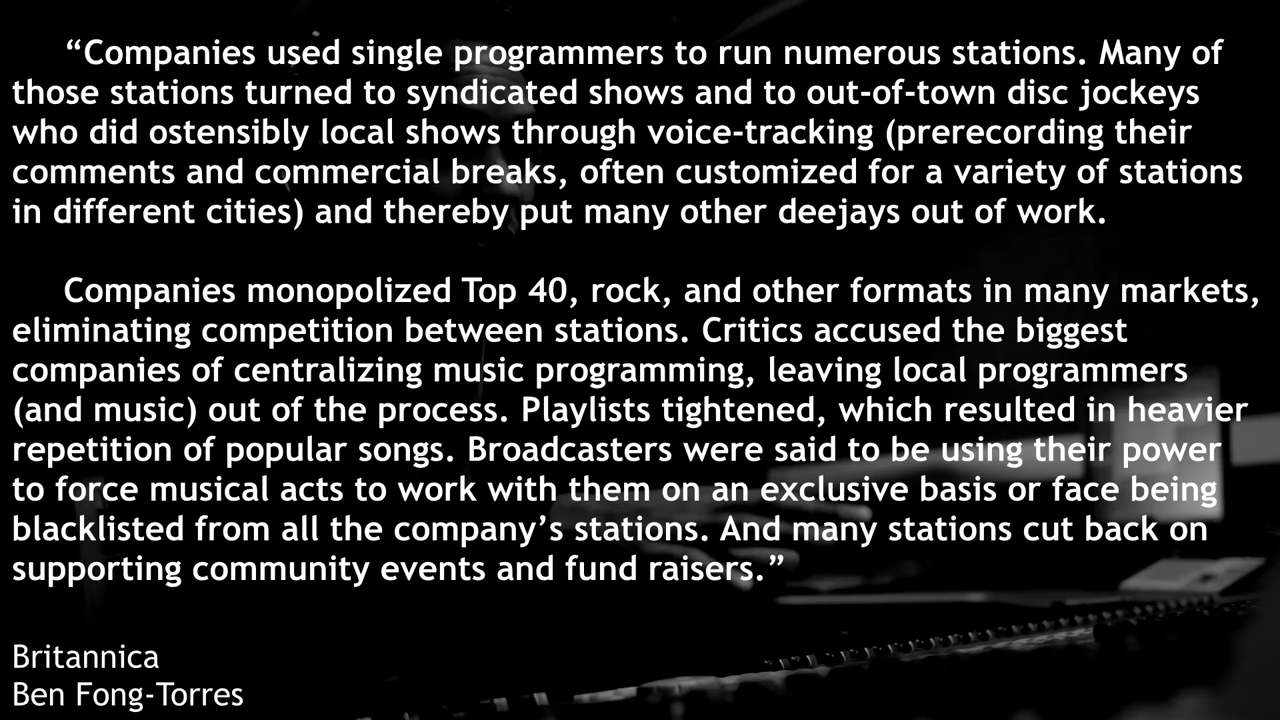 “Companies used single programmers to run numerous stations. Many of
those stations turned to syndicated shows and to out-of-town disc jockeys
who did ostensibly local shows through voice-tracking (prerecording their
comments and commercial breaks, often customized for a variety of stations
in different cities) and thereby put many other deejays out of work.
Companies monopolized Top 40, rock, and other formats in many markets,
eliminating competition between stations. Critics accused the biggest
companies of centralizing music programming, leaving local programmers
(and music) out of the process. Playlists tightened, which resulted in heavier
repetition of popular songs. Broadcasters were said to be using their power
to force musical acts to work with them on an exclusive basis or face being
blacklisted from all the company’s stations. And many stations cut back on
supporting community events and fund raisers.”
Britannica
Ben Fong-Torres